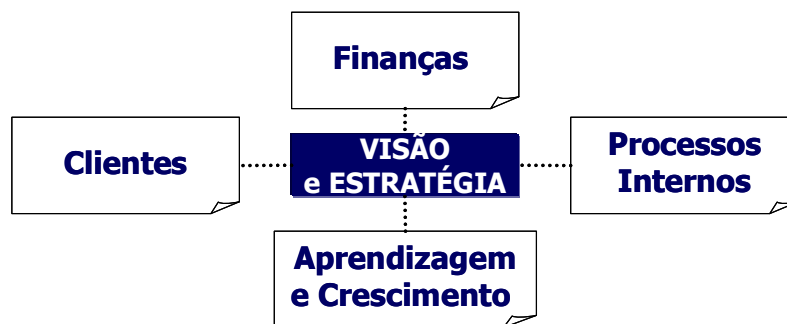 Finanças
Clientes
VISÃO
e ESTRATÉGIA
Processos
Internos
Aprendizagem
e Crescimento